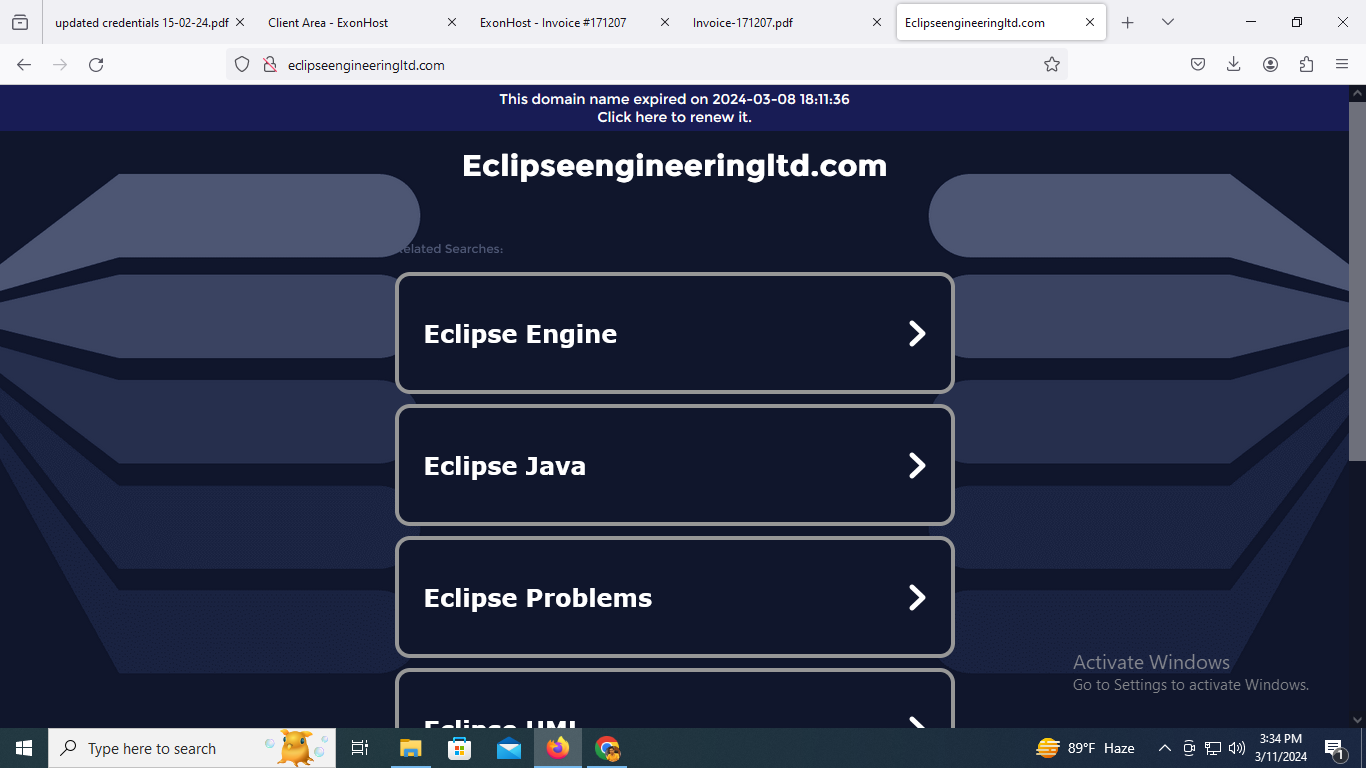 updated credentials 15-02-24.pdf
Client Area - ExonHost
ExonHost - Invoice #171207
Invoice-171207.pdf
Eclipseengineeringltd.com
eclipseengineeringltd.com
This domain name expired on 2024-03-08 18:11:36
Click here to renew it.
Eclipseengineeringltd.com
Related Searches:
Eclipse Engine
Eclipse Java
Eclipse Problems
Activate Windows
Go to Settings to activate Windows.
Type here to search
89°F Haze
3:34 PM
3/11/2024
1